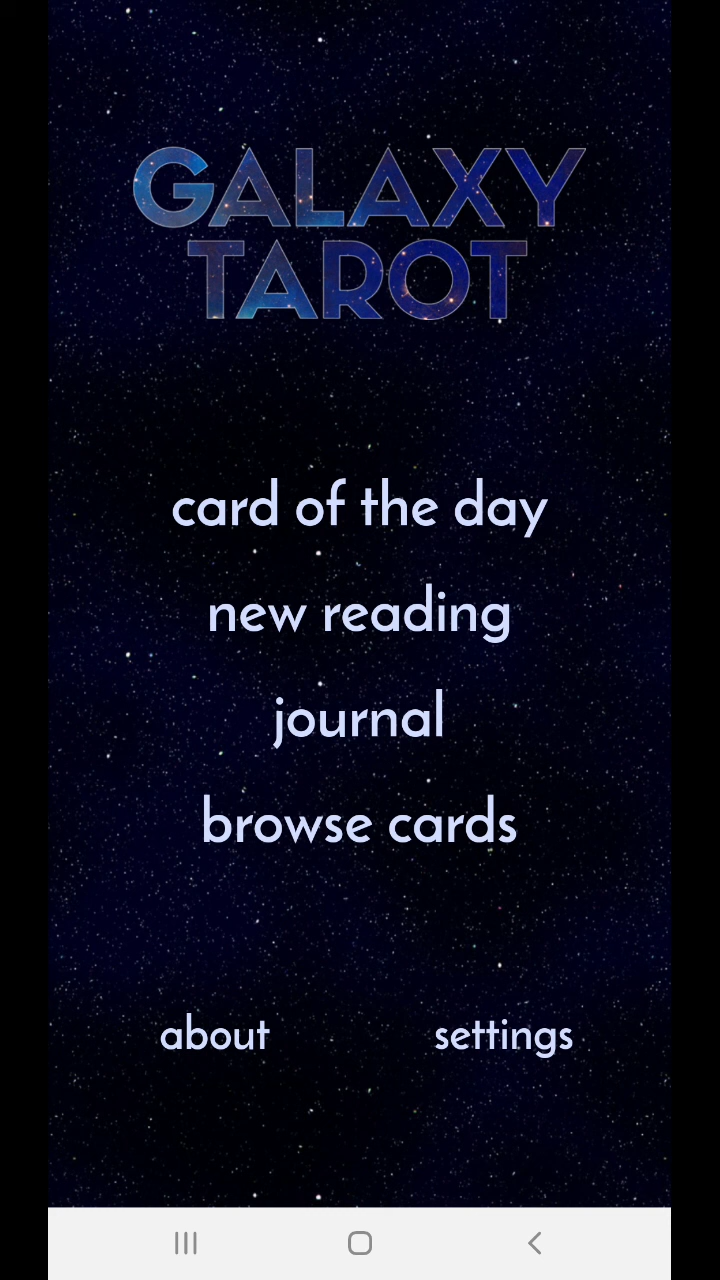 GALAXY
TAROT
card of the day
new reading
journal
browse cards
about
settings